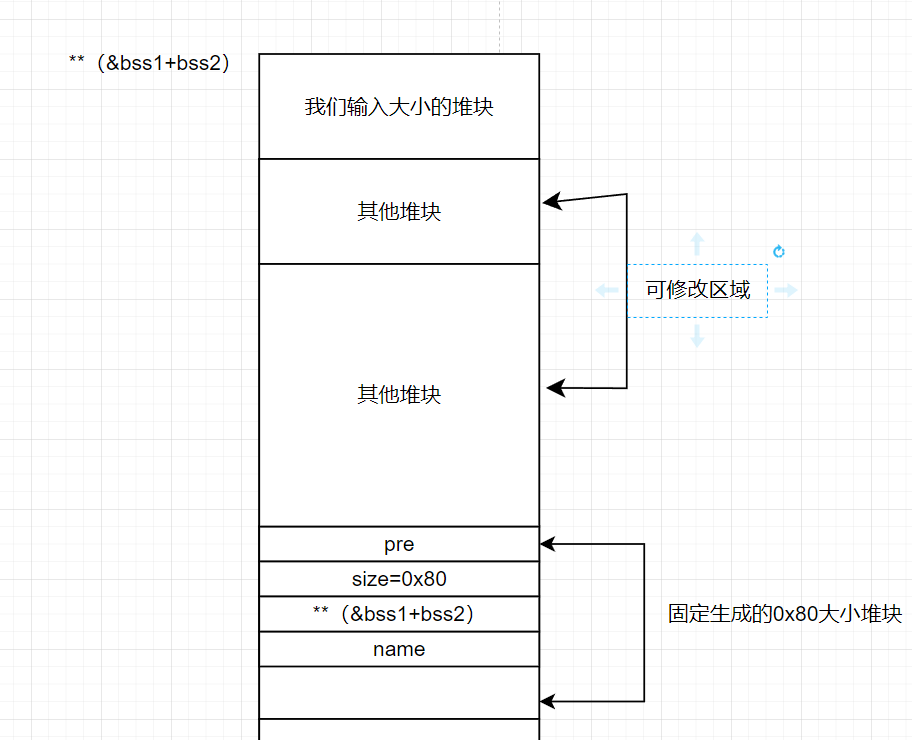 **（&bss1+bss2）
我们输入大小的堆块
其他堆块
可修改区域
其他堆块
pre
size=0x80
**（&bss1+bss2）
name
固定生成的0x80大小堆块